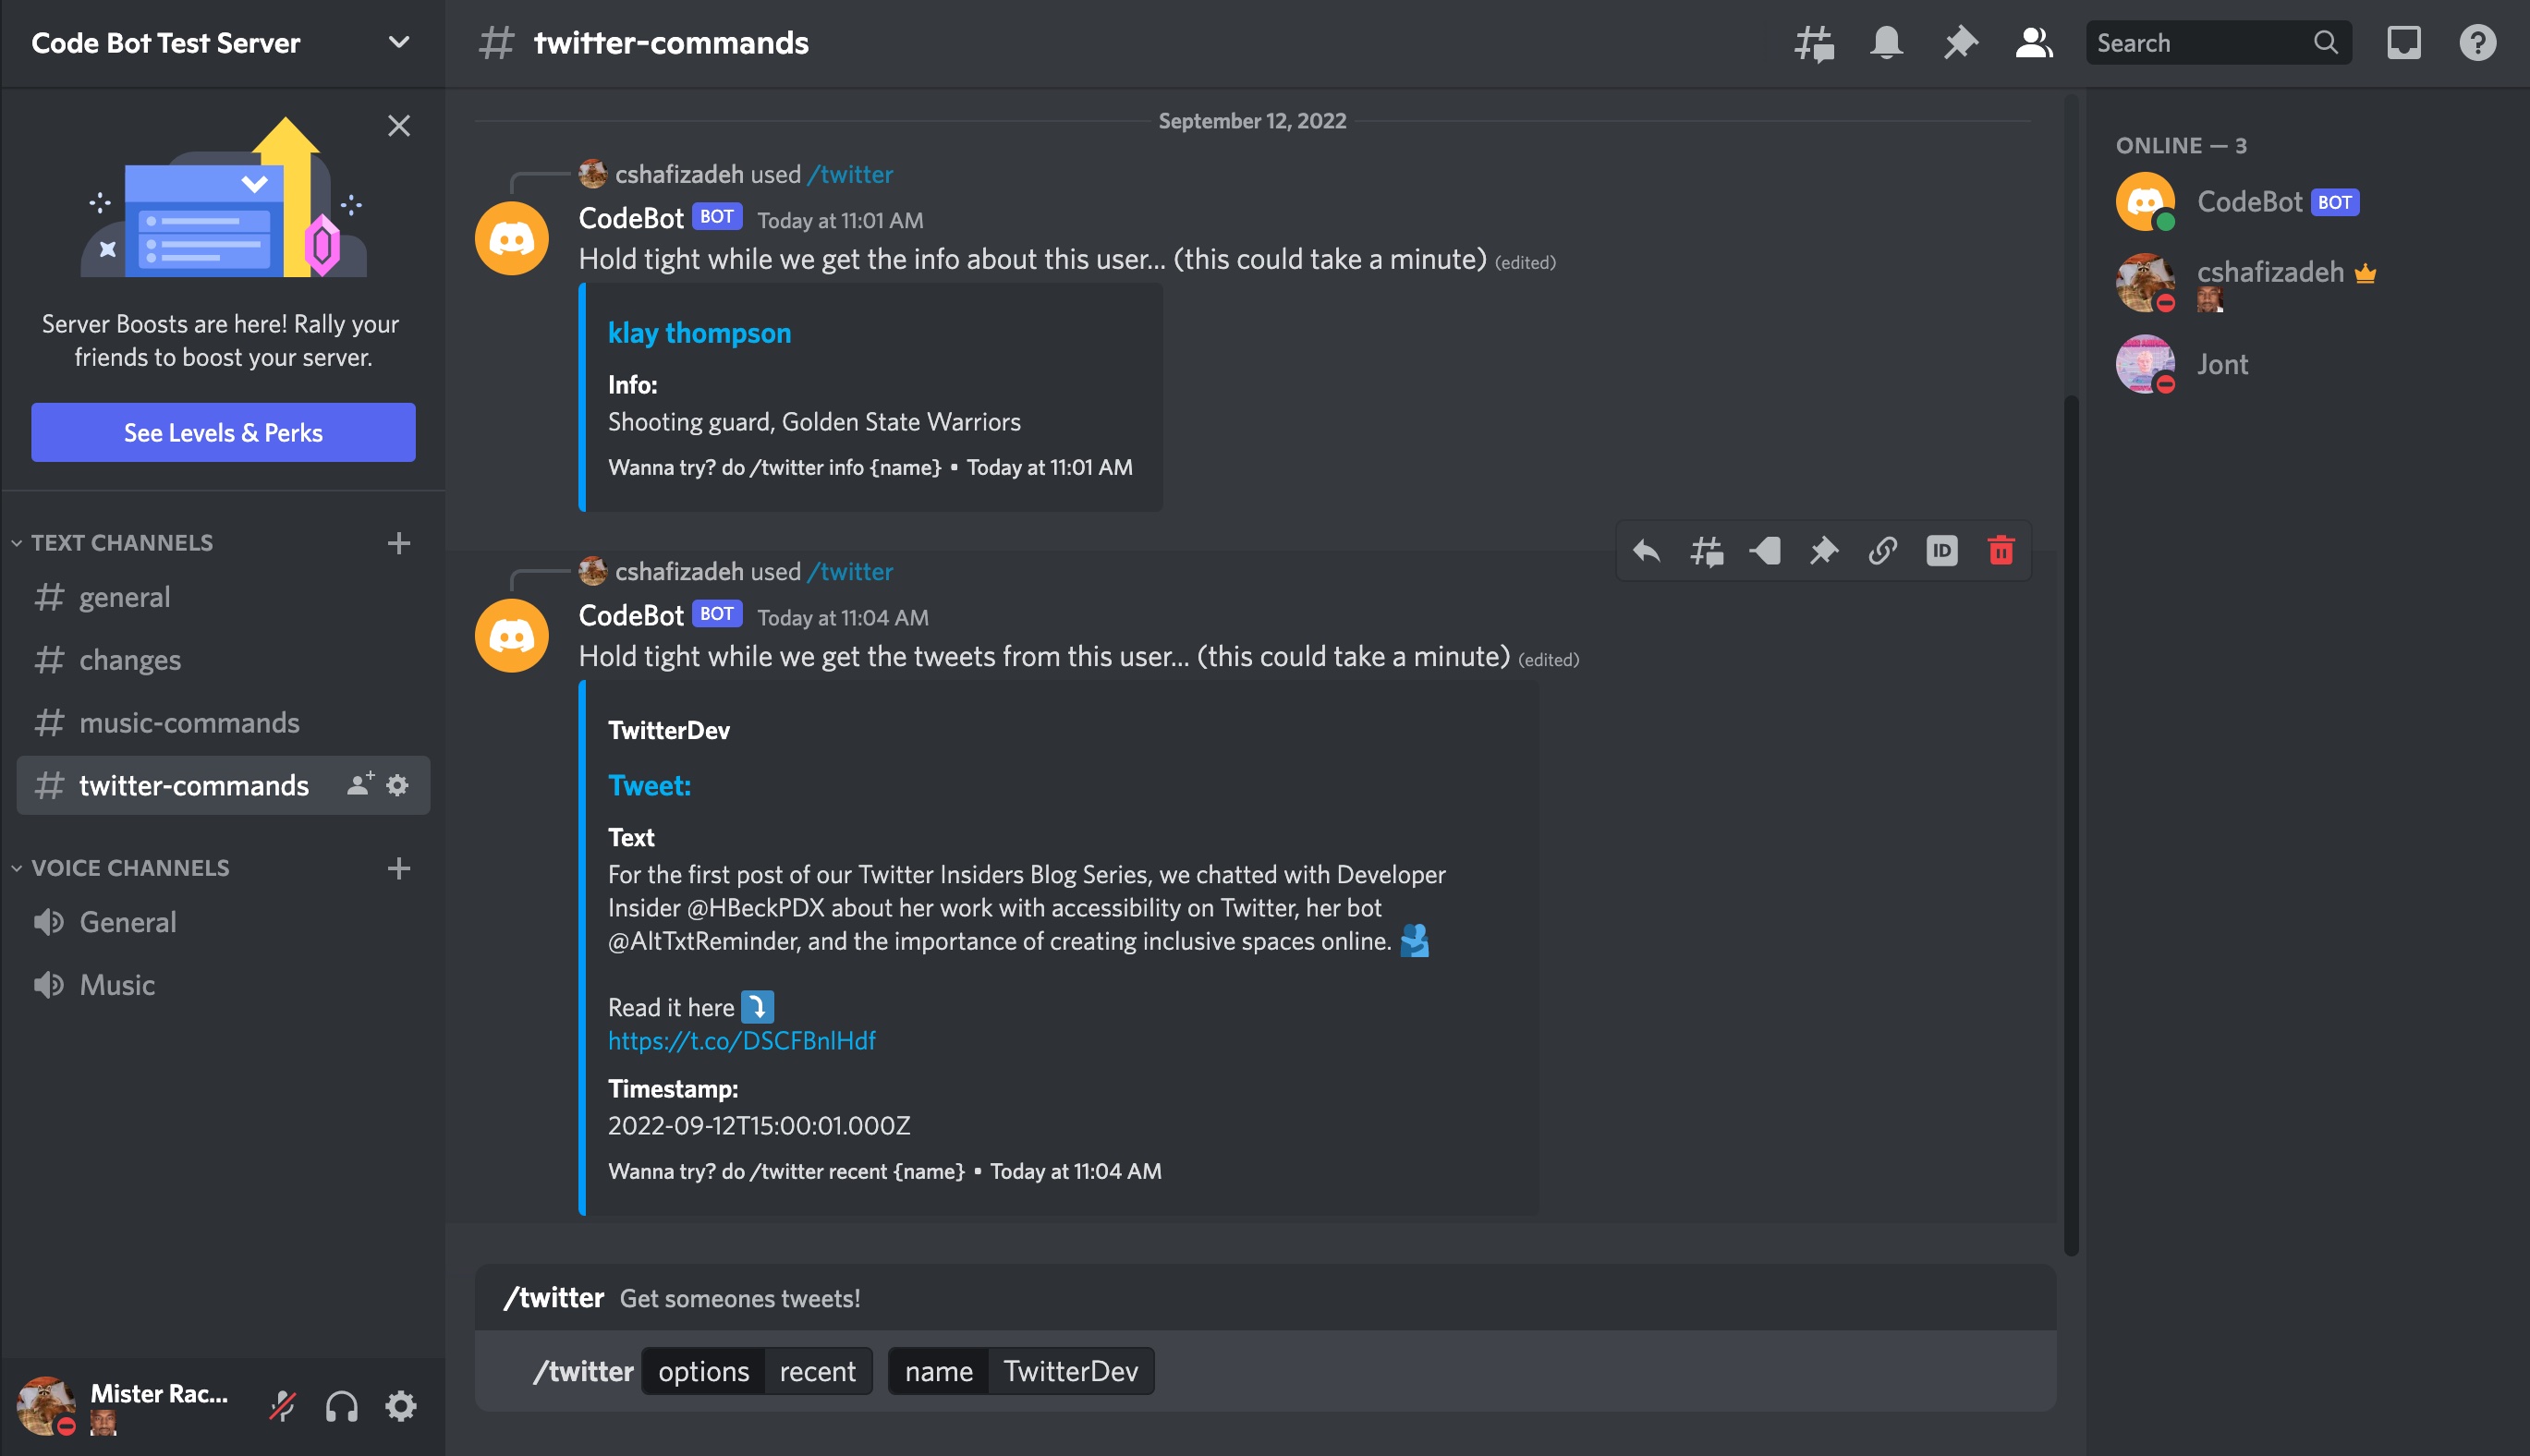 Code Bot Test Server
Server Boosts are here! Rally your
friends to boost your server.
See Levels & Perks
TEXT CHANNELS
general
changes
music-commands
twitter-commands
VOICE CHANNELS
General
Music
Mister Rac...
# twitter-commands
Search
September 12, 2022
cshafizadeh used /twitter
CodeBot BOT Today at 11:01 AM
Hold tight while we get the info about this user... (this could take a minute) (edited)
klay thompson
Info:
Shooting guard, Golden State Warriors
Wanna try? do /twitter info {name} • Today at 11:01 AM
cshafizadeh used /twitter
ID
CodeBot BOT Today at 11:04 AM
Hold tight while we get the tweets from this user... (this could take a minute) (edited)
TwitterDev
Tweet:
Text
For the first post of our Twitter Insiders Blog Series, we chatted with Developer
Insider @HBeckPDX about her work with accessibility on Twitter, her bot
@AltTxtReminder, and the importance of creating inclusive spaces online. 🫂
Read it here ⤵️
https://t.co/DSCFBnlHdf
Timestamp:
2022-09-12T15:00:01.000Z
Wanna try? do /twitter recent {name} • Today at 11:04 AM
/twitter Get someones tweets!
/twitter options recent name TwitterDev
ONLINE — 3
CodeBot BOT
cshafizadeh
Jont